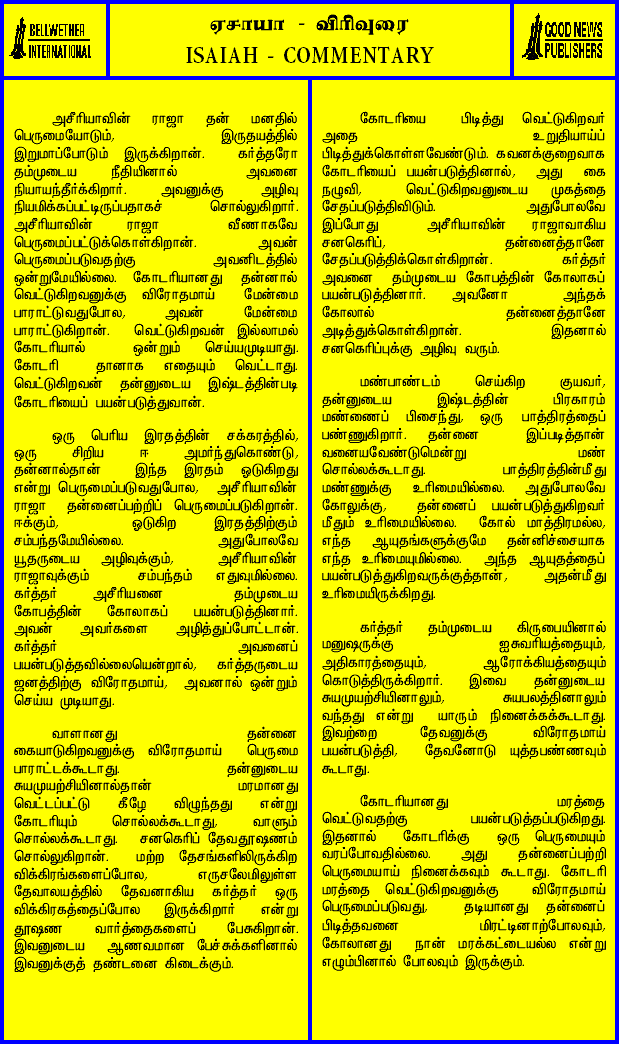 BELLWETHER
INTERNATIONAL
ஏசாயா - விரிவுரை
ISAIAH - COMMENTARY
GOOD NEWS
PUBLISHERS
அசீரியாவின் ராஜா தன் மனதில்
பெருமையோடும், இருதயத்தில்
இறுமாப்போடும் இருக்கிறான். கர்த்தரோ
தம்முடைய நீதியினால் அவனை
நியாயந்தீர்க்கிறார். அவனுக்கு அழிவு
நியமிக்கப்பட்டிருப்பதாகச் சொல்லுகிறார்.
அசீரியாவின் ராஜா வீணாகவே
பெருமைப்பட்டுக்கொள்கிறான். அவன்
பெருமைப்படுவதற்கு அவனிடத்தில்
ஒன்றுமேயில்லை. கோடரியானது தன்னால்
வெட்டுகிறவனுக்கு விரோதமாய் மேன்மை
பாராட்டுவதுபோல, அவன் மேன்மை
பாராட்டுகிறான். வெட்டுகிறவன் இல்லாமல்
கோடரியால் ஒன்றும் செய்யமுடியாது.
கோடரி தானாக எதையும் வெட்டாது.
வெட்டுகிறவன் தன்னுடைய இஷ்டத்தின்படி
கோடரியைப் பயன்படுத்துவான்.
ஒரு பெரிய இரதத்தின் சக்கரத்தில்,
ஒரு சிறிய ஈ அமர்ந்துகொண்டு,
தன்னால்தான் இந்த இரதம் ஓடுகிறது
என்று பெருமைப்படுவதுபோல, அசீரியாவின்
ராஜா தன்னைப்பற்றிப் பெருமைப்படுகிறான்.
ஈக்கும், ஓடுகிற இரதத்திற்கும்
சம்பந்தமேயில்லை. அதுபோலவே
யூதருடைய அழிவுக்கும், அசீரியாவின்
ராஜாவுக்கும் சம்பந்தம் எதுவுமில்லை.
கர்த்தர் அசீரியனை தம்முடைய
கோபத்தின் கோலாகப் பயன்படுத்தினார்.
அவன் அவர்களை அழித்துப்போட்டான்.
கர்த்தர் அவனைப்
பயன்படுத்தவில்லையென்றால், கர்த்தருடைய
ஜனத்திற்கு விரோதமாய், அவனால் ஒன்றும்
செய்ய முடியாது.
வாளானது தன்னை
கையாடுகிறவனுக்கு விரோதமாய் பெருமை
பாராட்டக்கூடாது. தன்னுடைய
சுயமுயற்சியினால்தான் மரமானது
வெட்டப்பட்டு கீழே விழுந்தது என்று
கோடரியும் சொல்லக்கூடாது, வாளும்
சொல்லக்கூடாது. சனகெரிப் தேவதூஷணம்
சொல்லுகிறான். மற்ற தேசங்களிலிருக்கிற
விக்கிரங்களைப்போல, எருசலேமிலுள்ள
தேவாலயத்தில் தேவனாகிய கர்த்தர் ஒரு
விக்கிரகத்தைப்போல இருக்கிறார் என்று
தூஷண வார்த்தைகளைப் பேசுகிறான்.
இவனுடைய ஆணவமான பேச்சுக்களினால்
இவனுக்குத் தண்டனை கிடைக்கும்.
கோடரியை பிடித்து வெட்டுகிறவர்
அதை உறுதியாய்ப்
பிடித்துக்கொள்ளவேண்டும். கவனக்குறைவாக
கோடரியைப் பயன்படுத்தினால், அது கை
நழுவி, வெட்டுகிறவனுடைய முகத்தை
சேதப்படுத்திவிடும். அதுபோலவே
இப்போது அசீரியாவின் ராஜாவாகிய
சனகெரிப், தன்னைத்தானே
சேதப்படுத்திக்கொள்கிறான். கர்த்தர்
அவனை தம்முடைய கோபத்தின் கோலாகப்
பயன்படுத்தினார். அவனோ அந்தக்
கோலால் தன்னைத்தானே
அடித்துக்கொள்கிறான். இதனால்
சனகெரிப்புக்கு அழிவு வரும்.
மண்பாண்டம் செய்கிற குயவர்,
தன்னுடைய இஷ்டத்தின் பிரகாரம்
மண்ணைப் பிசைந்து, ஒரு பாத்திரத்தைப்
பண்ணுகிறார். தன்னை இப்படித்தான்
வனையவேண்டுமென்று மண்
சொல்லக்கூடாது. பாத்திரத்தின்மீது
மண்ணுக்கு உரிமையில்லை. அதுபோலவே
கோலுக்கு, தன்னைப் பயன்படுத்துகிறவர்
மீதும் உரிமையில்லை. கோல் மாத்திரமல்ல,
எந்த ஆயுதங்களுக்குமே தன்னிச்சையாக
எந்த உரிமையுமில்லை. அந்த ஆயுதத்தைப்
பயன்படுத்துகிறவருக்குத்தான், அதன்மீது
உரிமையிருக்கிறது.
கர்த்தர் தம்முடைய கிருபையினால்
மனுஷருக்கு ஐசுவரியத்தையும்,
அதிகாரத்தையும், ஆரோக்கியத்தையும்
கொடுத்திருக்கிறார். இவை தன்னுடைய
சுயமுயற்சியினாலும், சுயபலத்தினாலும்
வந்தது என்று யாரும் நினைக்கக்கூடாது.
இவற்றை தேவனுக்கு விரோதமாய்
பயன்படுத்தி, தேவனோடு யுத்தபண்ணவும்
கூடாது.
கோடரியானது மரத்தை
வெட்டுவதற்கு பயன்படுத்தப்படுகிறது.
இதனால் கோடரிக்கு ஒரு பெருமையும்
வரப்போவதில்லை. அது தன்னைப்பற்றி
பெருமையாய் நினைக்கவும் கூடாது. கோடரி
மரத்தை வெட்டுகிறவனுக்கு விரோதமாய்
பெருமைப்படுவது, தடியானது தன்னைப்
பிடித்தவனை மிரட்டினாற்போலவும்,
கோலானது நான் மரக்கட்டையல்ல என்று
எழும்பினால் போலவும் இருக்கும்.